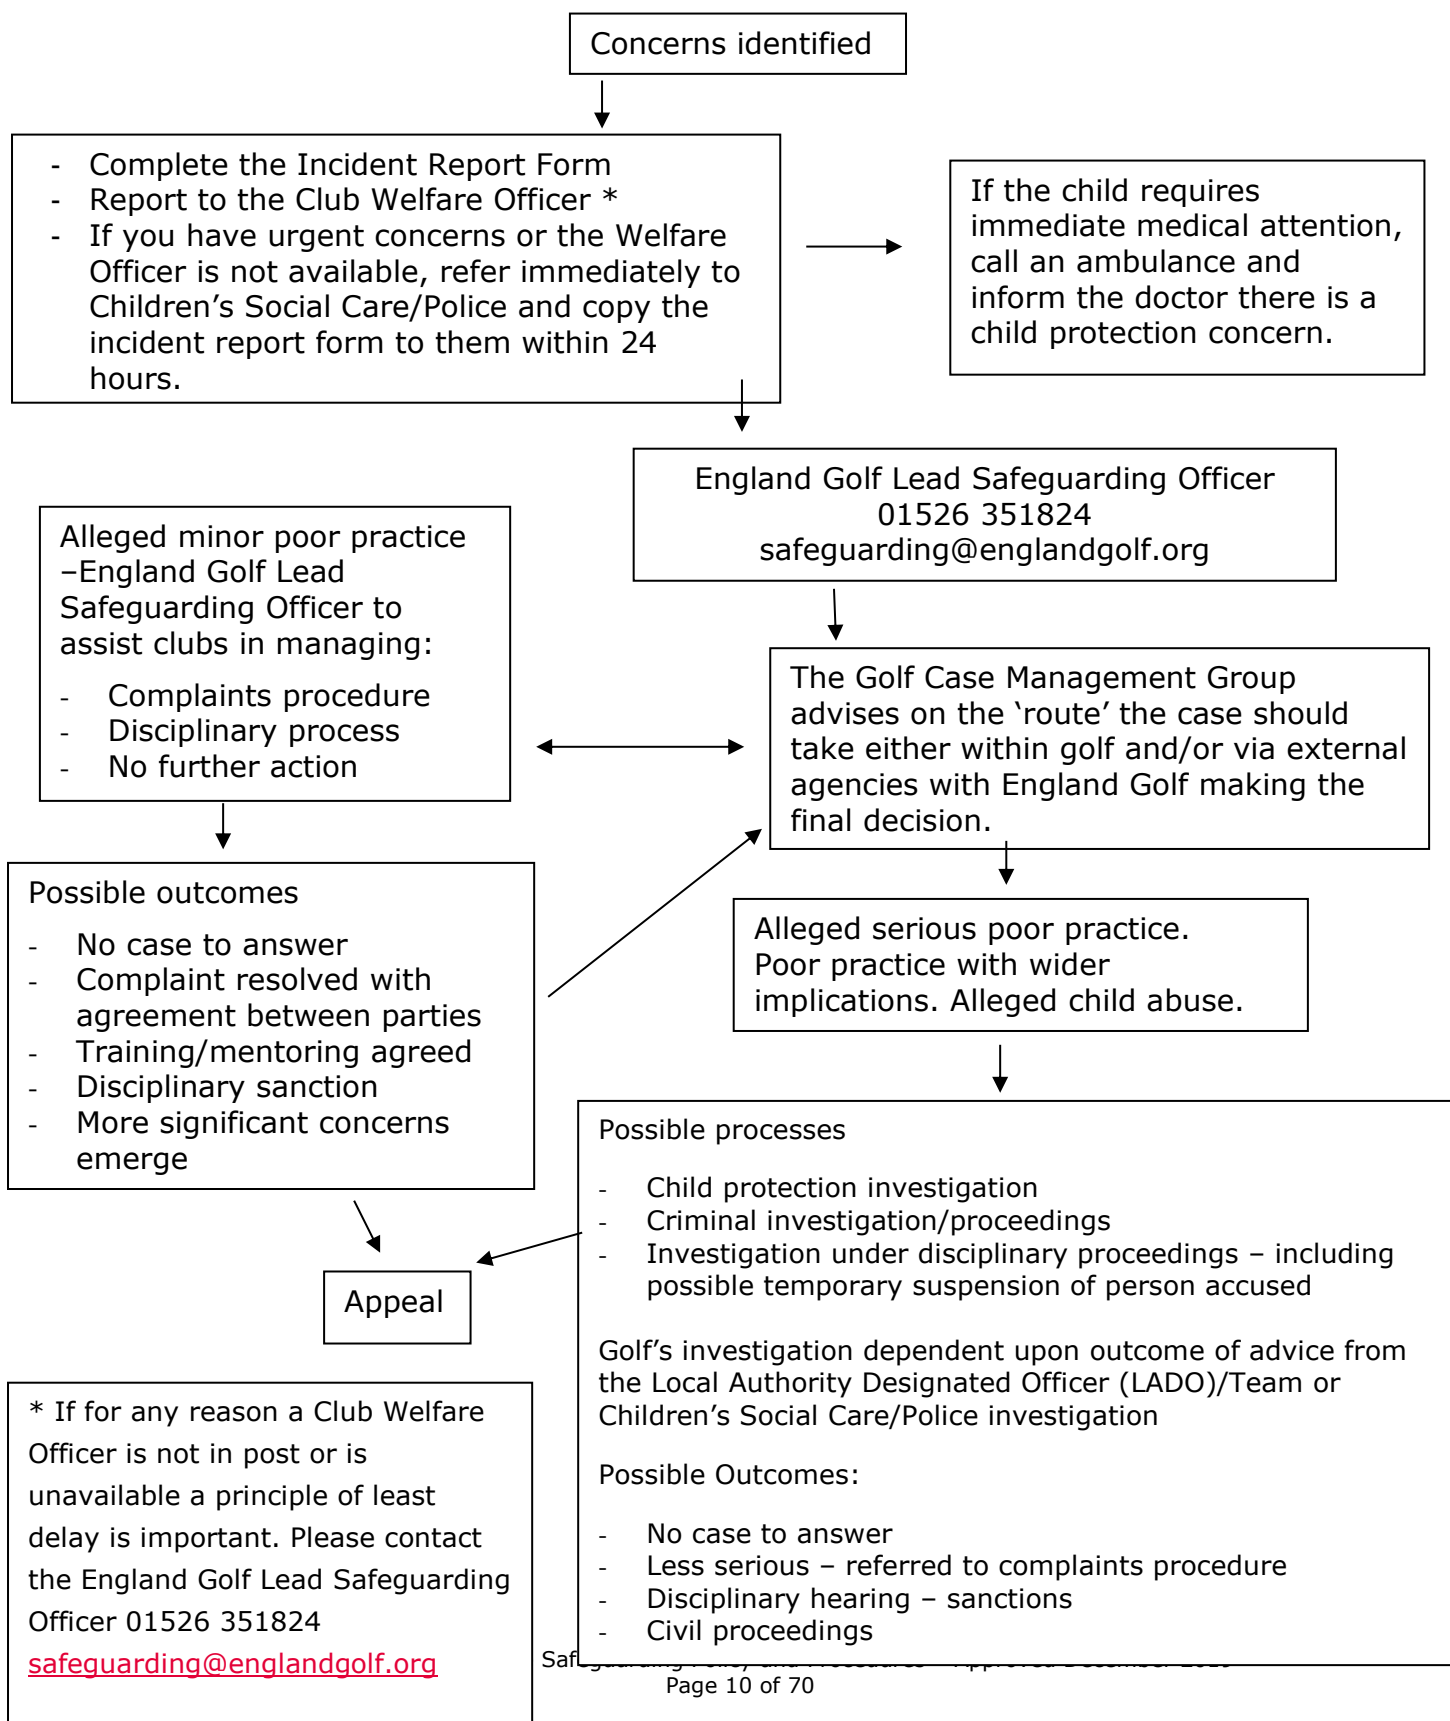 Concerns identified
- Complete the Incident Report Form
- Report to the Club Welfare Officer *
- If you have urgent concerns or the Welfare
Officer is not available, refer immediately to
Children’s Social Care/Police and copy the
incident report form to them within 24
hours.
If the child requires
immediate medical attention,
call an ambulance and
inform the doctor there is a
child protection concern.
England Golf Lead Safeguarding Officer
01526 351824
safeguarding@englandgolf.org
Alleged minor poor practice
–England Golf Lead
Safeguarding Officer to
assist clubs in managing:
- Complaints procedure
- Disciplinary process
- No further action
The Golf Case Management Group
advises on the ‘route’ the case should
take either within golf and/or via external
agencies with England Golf making the
final decision.
Possible outcomes
- No case to answer
- Complaint resolved with
agreement between parties
- Training/mentoring agreed
- Disciplinary sanction
- More significant concerns
emerge
Alleged serious poor practice.
Poor practice with wider
implications. Alleged child abuse.
Possible processes
- Child protection investigation
- Criminal investigation/proceedings
- Investigation under disciplinary proceedings – including
possible temporary suspension of person accused
Golf’s investigation dependent upon outcome of advice from
the Local Authority Designated Officer (LADO)/Team or
Children’s Social Care/Police investigation
Possible Outcomes:
- No case to answer
- Less serious – referred to complaints procedure
- Disciplinary hearing – sanctions
- Civil proceedings
Appeal
* If for any reason a Club Welfare
Officer is not in post or is
unavailable a principle of least
delay is important. Please contact
the England Golf Lead Safeguarding
Officer 01526 351824
safeguarding@englandgolf.org
Safeguarding Policy and Procedures – Approved December
Page 10 of 70